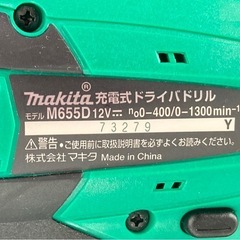 makita 充電式ドライバドリル
モデル M655D 12V⎓ n0 0-400/0-1300min-1
73279 Y
⚠警告 ご使用の前に取扱説明書を
必ずお読みください。
株式会社 マキタ Made in China